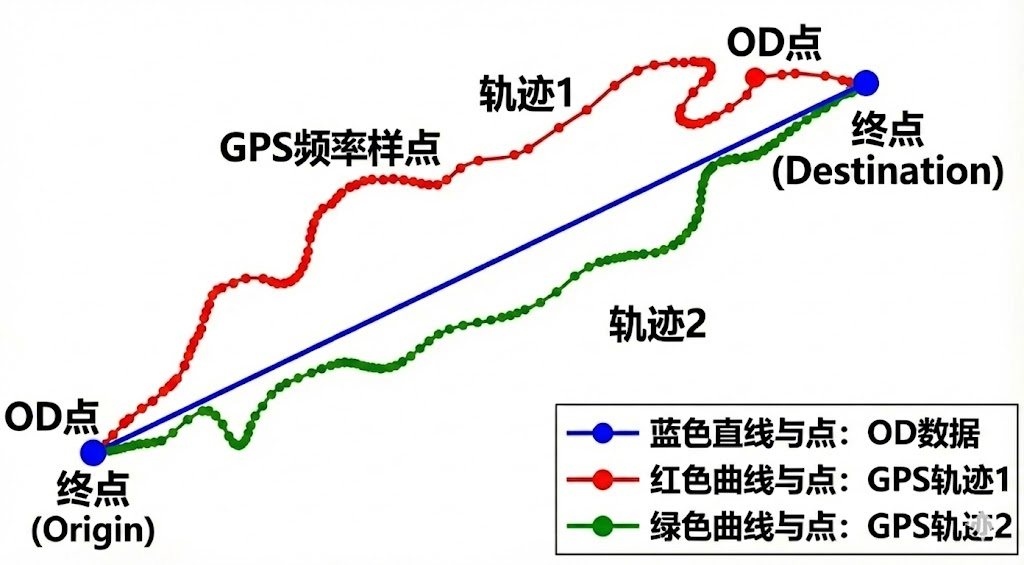 OD点
轨迹1
GPS频率样点
终点
(Destination)
轨迹2
OD点
终点
(Origin)
蓝色直线与点：OD数据
红色曲线与点：GPS轨迹1
绿色曲线与点：GPS轨迹2